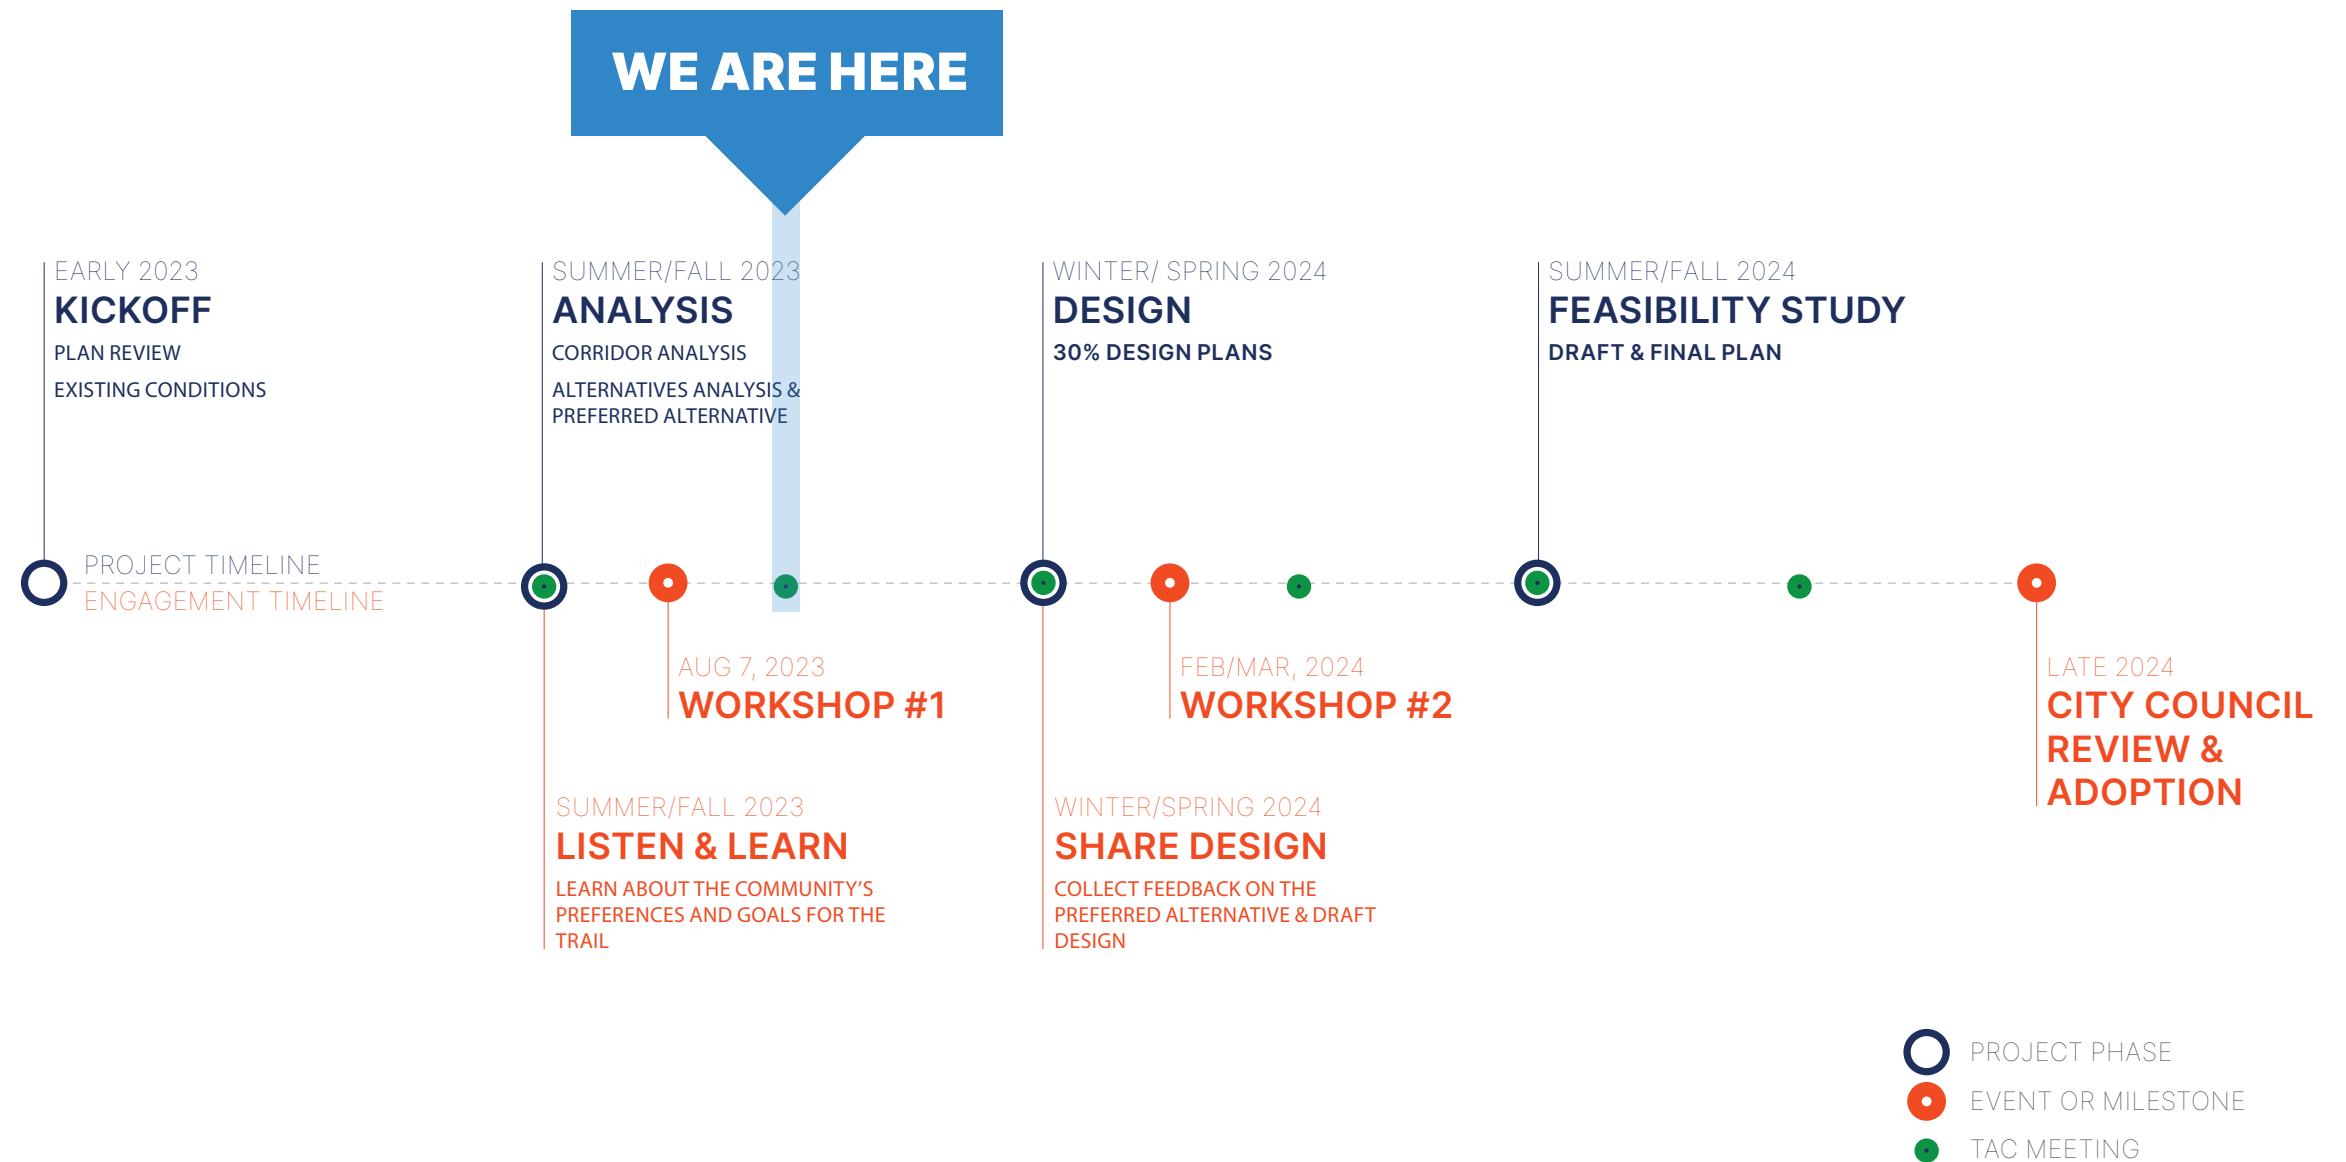 WE ARE HERE
EARLY 2023
KICKOFF
PLAN REVIEW
EXISTING CONDITIONS
SUMMER/FALL 2023
ANALYSIS
CORRIDOR ANALYSIS
ALTERNATIVES ANALYSIS &
PREFERRED ALTERNATIVE
WINTER/ SPRING 2024
DESIGN
30% DESIGN PLANS
SUMMER/FALL 2024
FEASIBILITY STUDY
DRAFT & FINAL PLAN
PROJECT TIMELINE
ENGAGEMENT TIMELINE
AUG 7, 2023
WORKSHOP #1
FEB/MAR, 2024
WORKSHOP #2
LATE 2024
CITY COUNCIL
REVIEW &
ADOPTION
SUMMER/FALL 2023
LISTEN & LEARN
LEARN ABOUT THE COMMUNITY’S
PREFERENCES AND GOALS FOR THE
TRAIL
WINTER/SPRING 2024
SHARE DESIGN
COLLECT FEEDBACK ON THE
PREFERRED ALTERNATIVE & DRAFT
DESIGN
PROJECT PHASE
EVENT OR MILESTONE
TAC MEETING